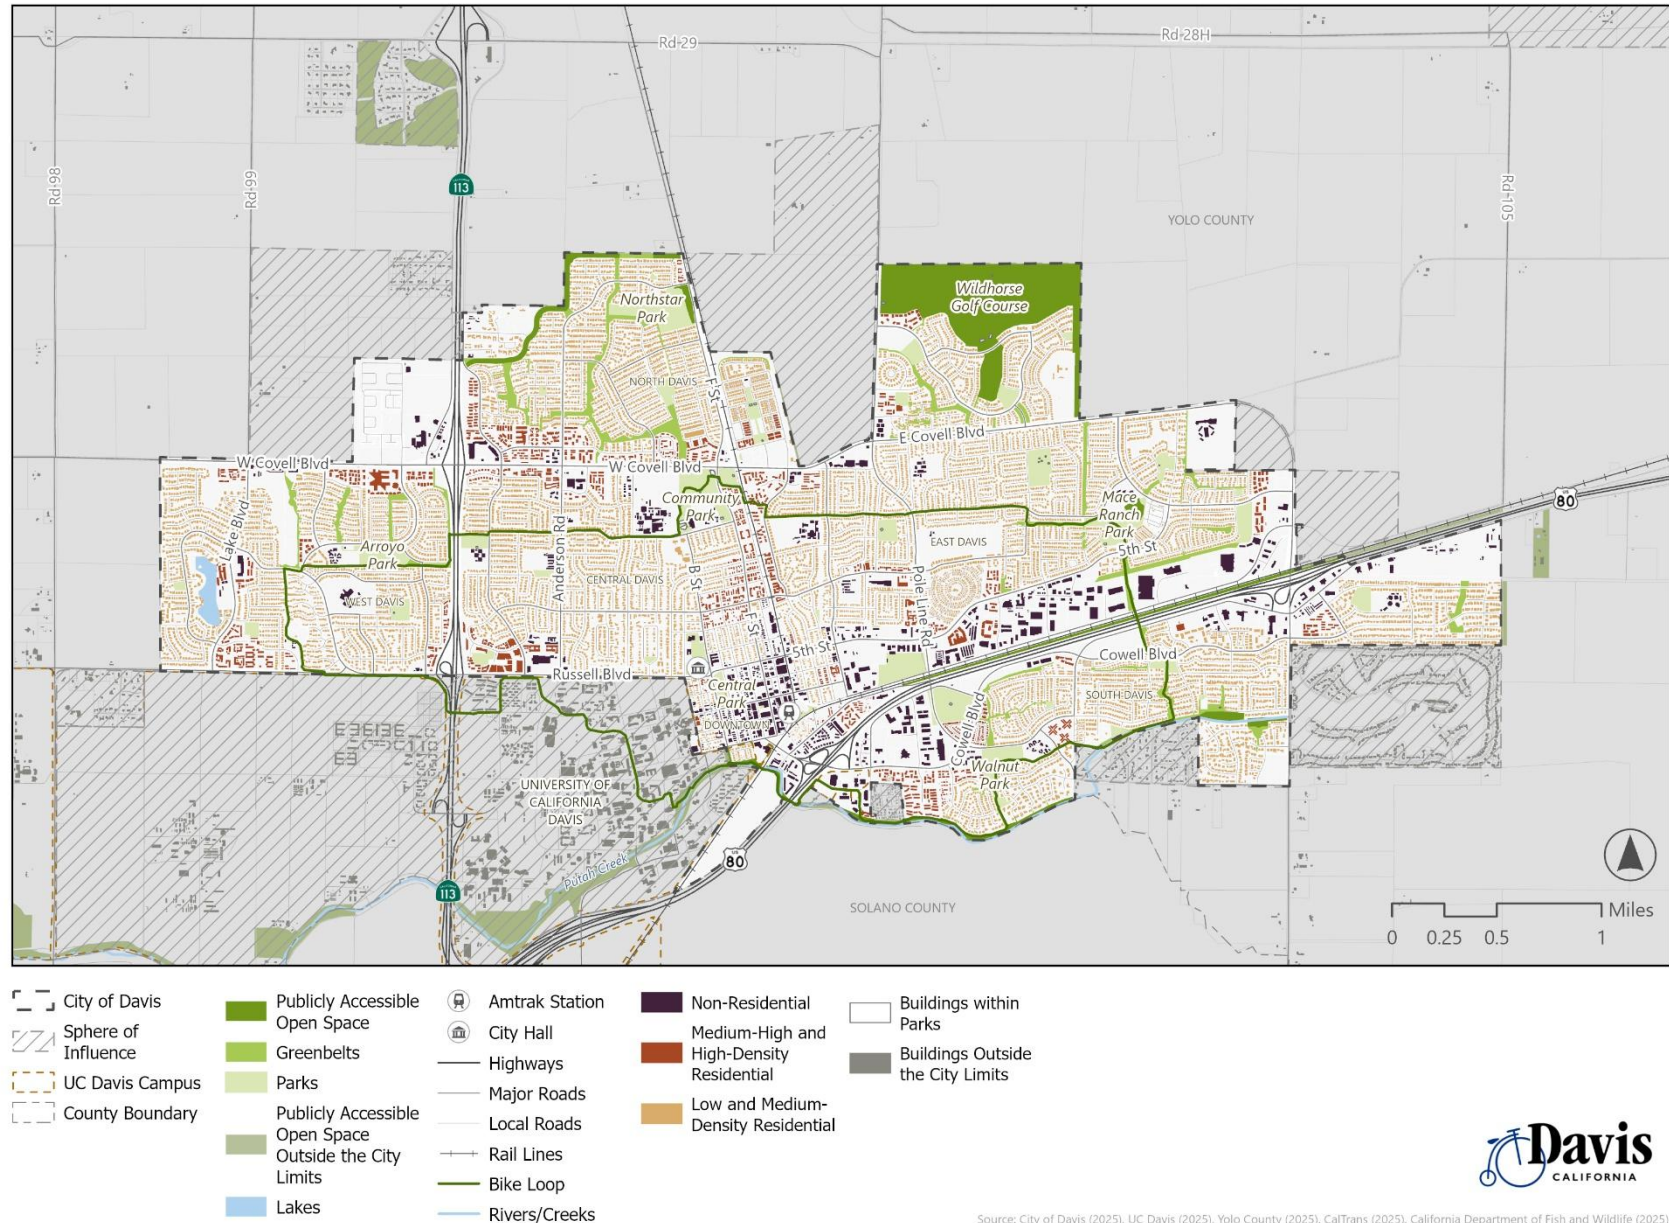 Rd 29
Rd 28H
Rd 98
Rd 99
113
Rd 105
YOLO COUNTY
Northstar
Park
Wildhorse
Golf Course
NORTH DAVIS
F St
E Covell Blvd
W Covell Blvd
W Covell Blvd
80
Community
Park
Mace
Ranch
Park
Lake Blvd
Arroyo
Park
Anderson Rd
EAST DAVIS
5th St
CENTRAL DAVIS
B St
Pole Line Rd
WEST DAVIS
F St
5th St
Cowell Blvd
Russell Blvd
Central
Park
SOUTH DAVIS
DOWNTOWN
Cowell Blvd
Walnut
Park
UNIVERSITY OF
CALIFORNIA
DAVIS
Putah Creek
80
113
SOLANO COUNTY
Miles
0 0.25 0.5 1
City of Davis
Sphere of
Influence
UC Davis Campus
County Boundary
Publicly Accessible
Open Space
Greenbelts
Parks
Publicly Accessible
Open Space
Outside the City
Limits
Lakes
Amtrak Station
City Hall
Highways
Major Roads
Local Roads
Rail Lines
Bike Loop
Rivers/Creeks
Non-Residential
Medium-High and
High-Density
Residential
Low and Medium-
Density Residential
Buildings within
Parks
Buildings Outside
the City Limits
Davis
CALIFORNIA
Source: City of Davis (2025), UC Davis (2025), Yolo County (2025), CalTrans (2025), California Department of Fish and Wildlife (2025)